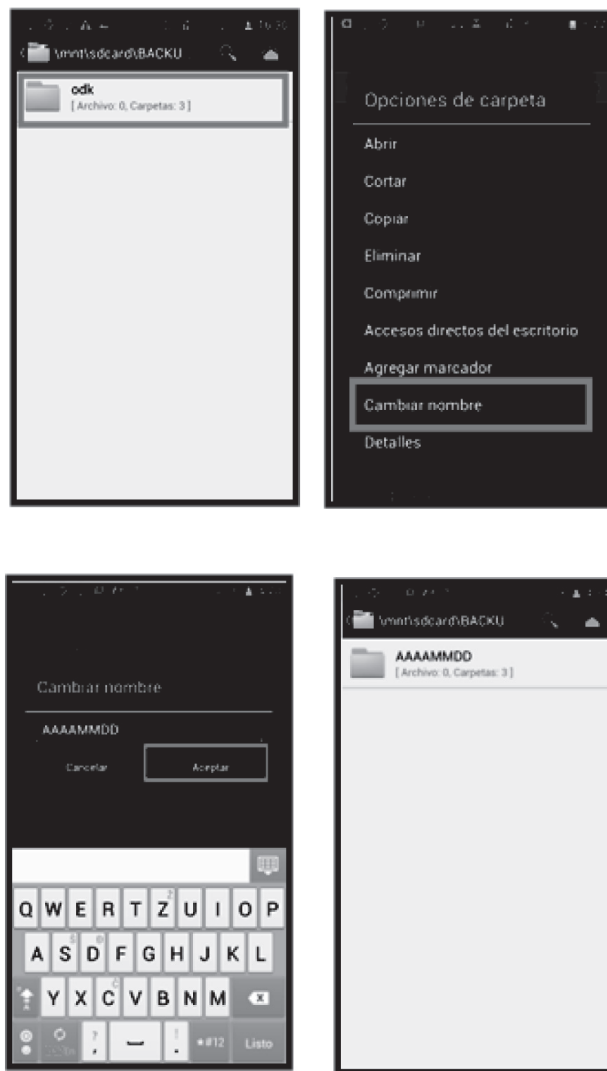 \mnt\sdcard\BACKU
odk
[ Archivo: 0, Carpetas: 3 ]
Opciones de carpeta
Abrir
Cortar
Copiar
Eliminar
Comprimir
Accesos directos del escritorio
Agregar marcador
Cambiar nombre
Detalles
Cambiar nombre
AAAAMMDD
Cancelar Aceptar
Q W E R T Z U I O P
A S D F G H J K L
Y X C V B N M
? , ! . *#12 Listo
\mnt\sdcard\BACKU
AAAAMMDD
[ Archivo: 0, Carpetas: 3 ]